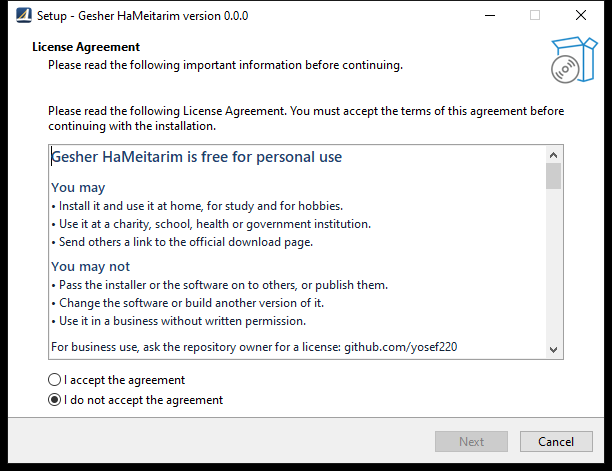 Setup - Gesher HaMeitarim version 0.0.0
License Agreement
Please read the following important information before continuing.
Please read the following License Agreement. You must accept the terms of this agreement before
continuing with the installation.
Gesher HaMeitarim is free for personal use
You may
• Install it and use it at home, for study and for hobbies.
• Use it at a charity, school, health or government institution.
• Send others a link to the official download page.
You may not
• Pass the installer or the software on to others, or publish them.
• Change the software or build another version of it.
• Use it in a business without written permission.
For business use, ask the repository owner for a license: github.com/yosef220
I accept the agreement
I do not accept the agreement
Next
Cancel